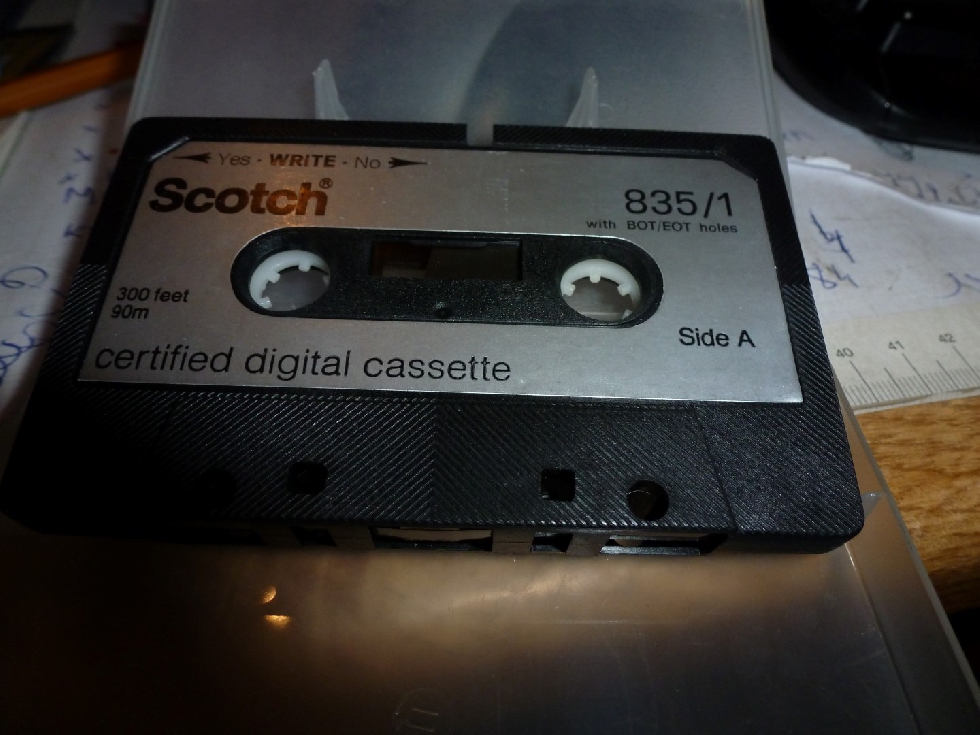 Yes - WRITE - No
Scotch®
835/1
with BOT/EOT holes
300 feet
90m
Side A
certified digital cassette
40 41 42